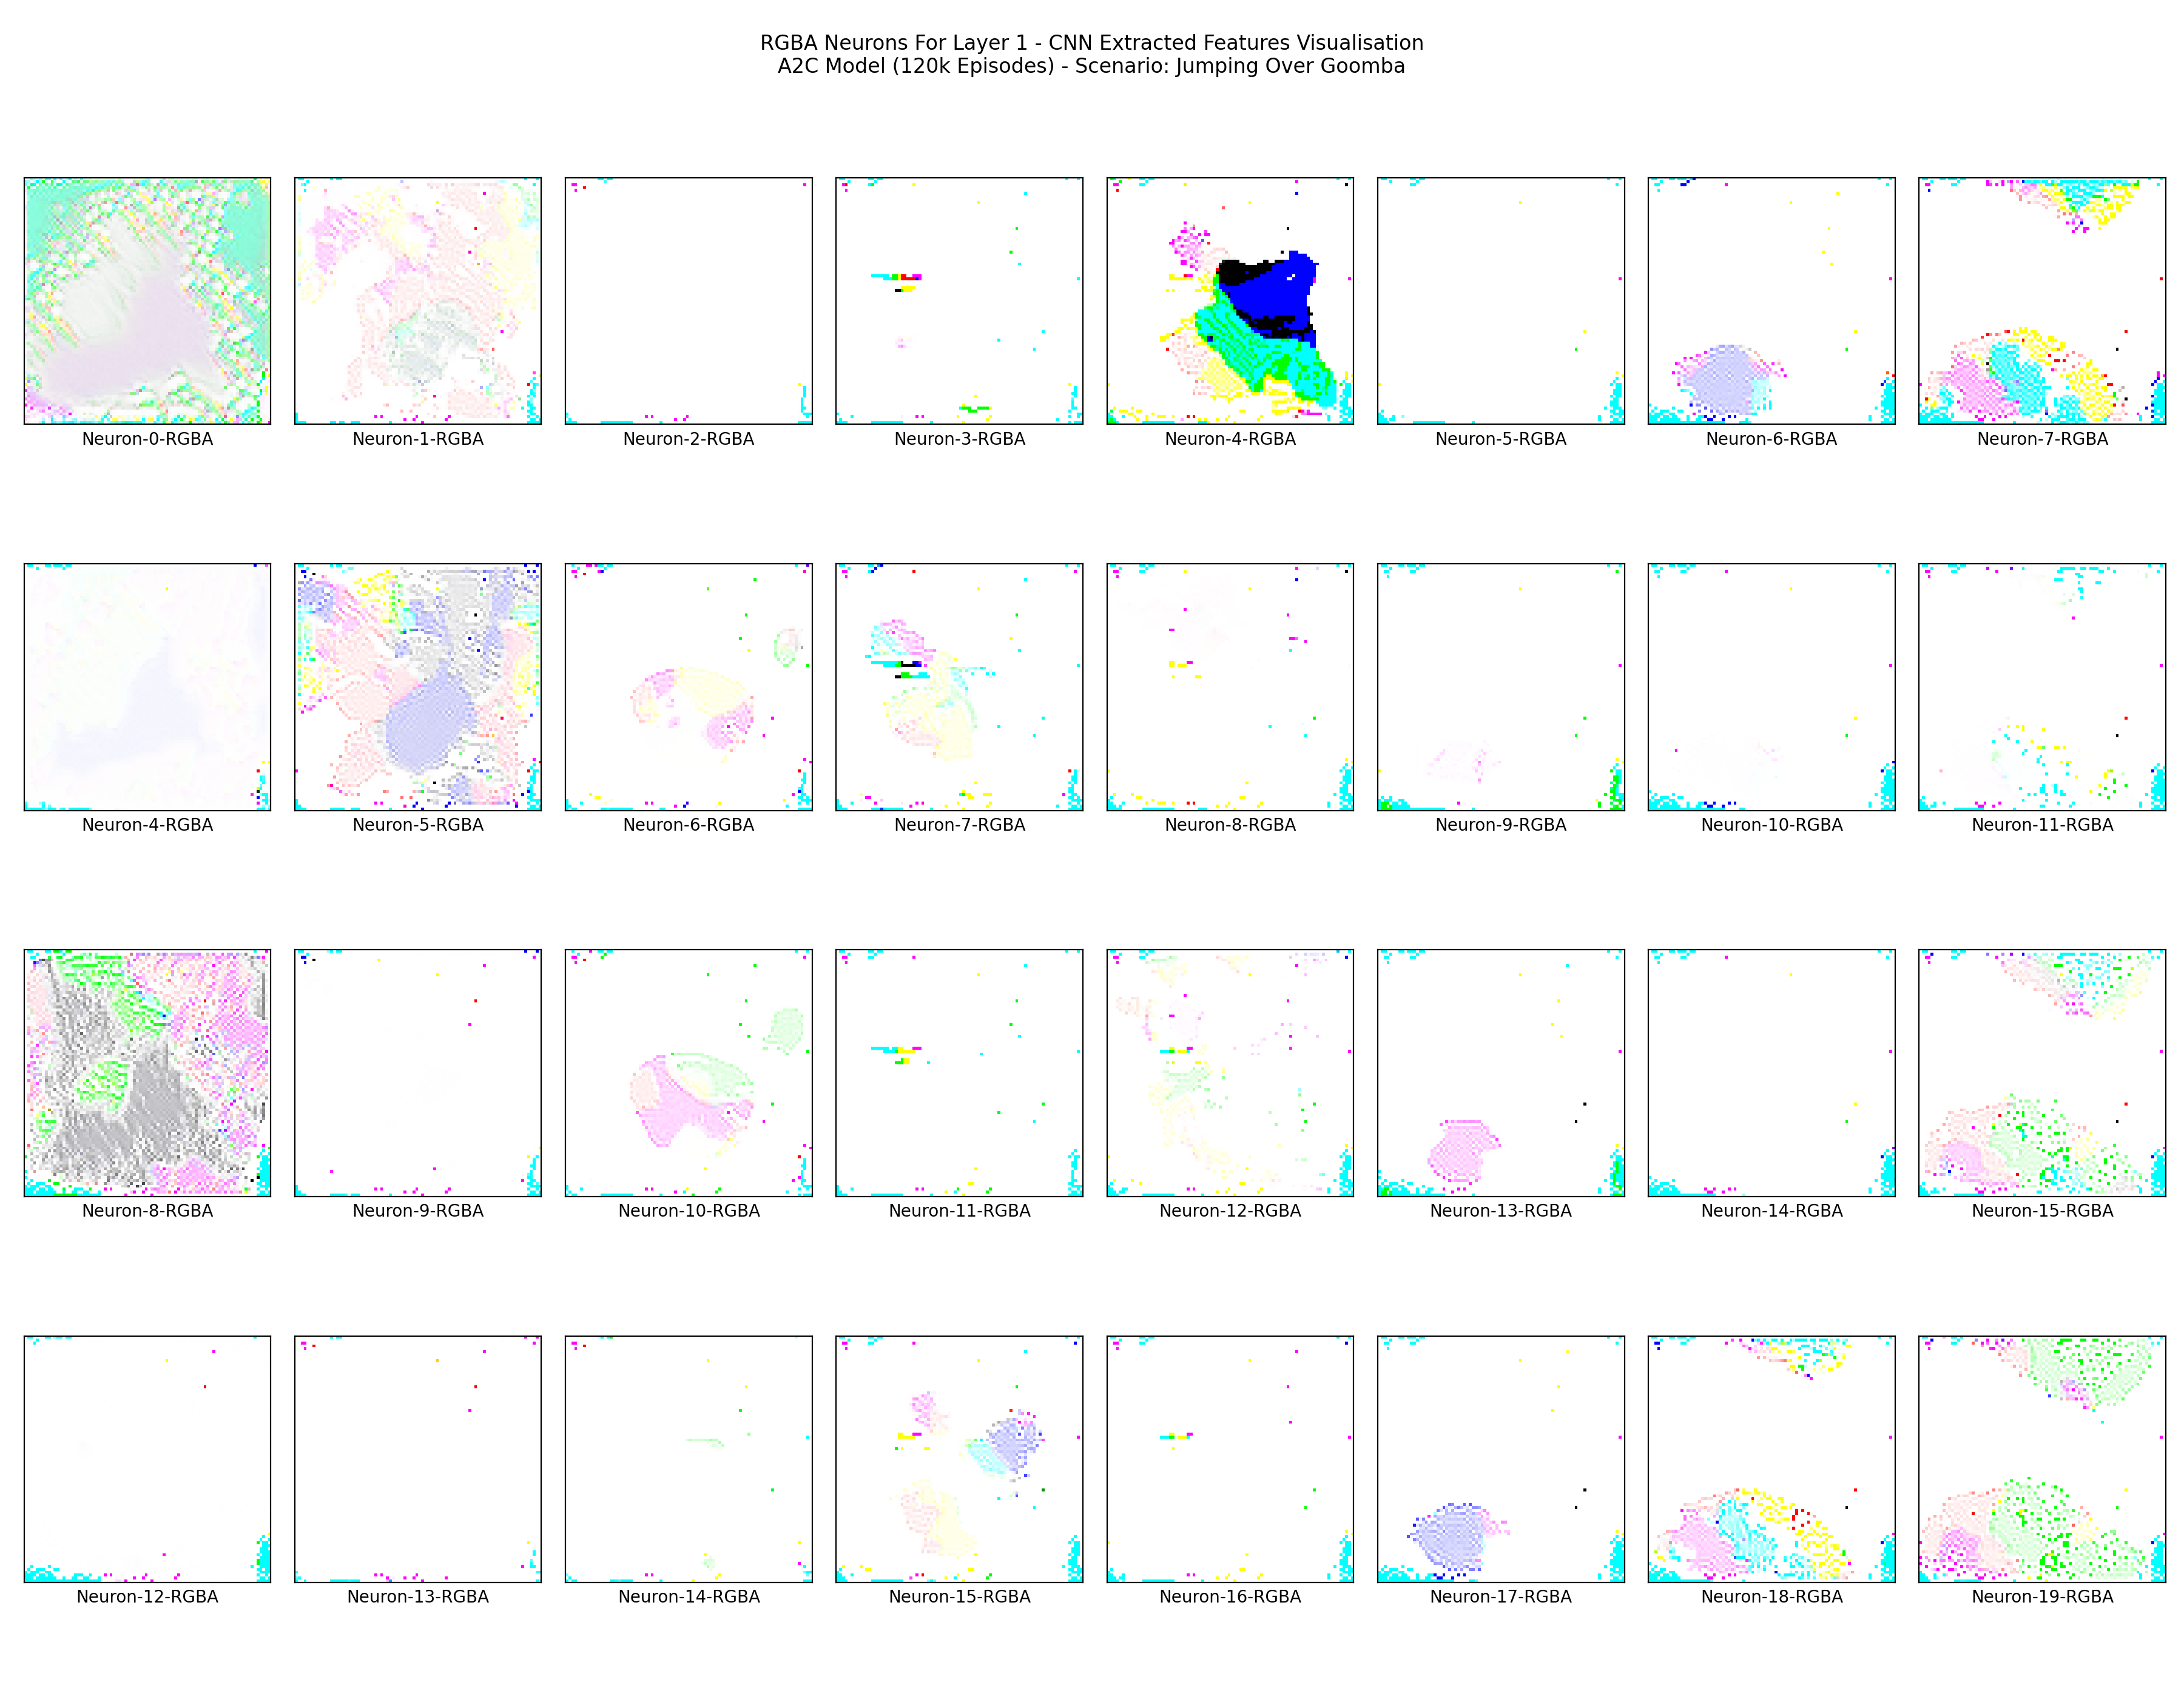 RGBA Neurons For Layer 1 - CNN Extracted Features Visualisation
A2C Model (120k Episodes) - Scenario: Jumping Over Goomba
Neuron-0-RGBA
Neuron-1-RGBA
Neuron-2-RGBA
Neuron-3-RGBA
Neuron-4-RGBA
Neuron-5-RGBA
Neuron-6-RGBA
Neuron-7-RGBA
Neuron-4-RGBA
Neuron-5-RGBA
Neuron-6-RGBA
Neuron-7-RGBA
Neuron-8-RGBA
Neuron-9-RGBA
Neuron-10-RGBA
Neuron-11-RGBA
Neuron-8-RGBA
Neuron-9-RGBA
Neuron-10-RGBA
Neuron-11-RGBA
Neuron-12-RGBA
Neuron-13-RGBA
Neuron-14-RGBA
Neuron-15-RGBA
Neuron-12-RGBA
Neuron-13-RGBA
Neuron-14-RGBA
Neuron-15-RGBA
Neuron-16-RGBA
Neuron-17-RGBA
Neuron-18-RGBA
Neuron-19-RGBA